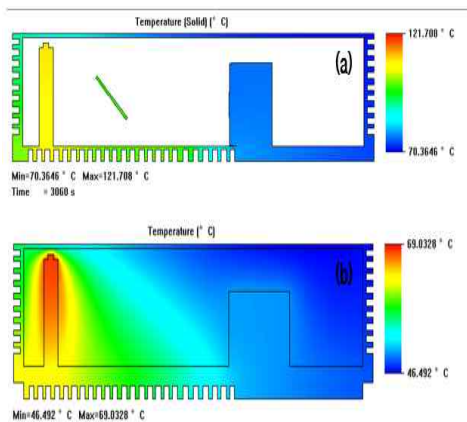 Temperature (Solid) (° C)
121.708 ° C
(a)
70.3646 ° C
Min=70.3646 ° C Max=121.708 ° C
Time = 3060 s
Temperature (° C)
69.0328 ° C
(b)
46.492 ° C
Min=46.492 ° C Max=69.0328 ° C